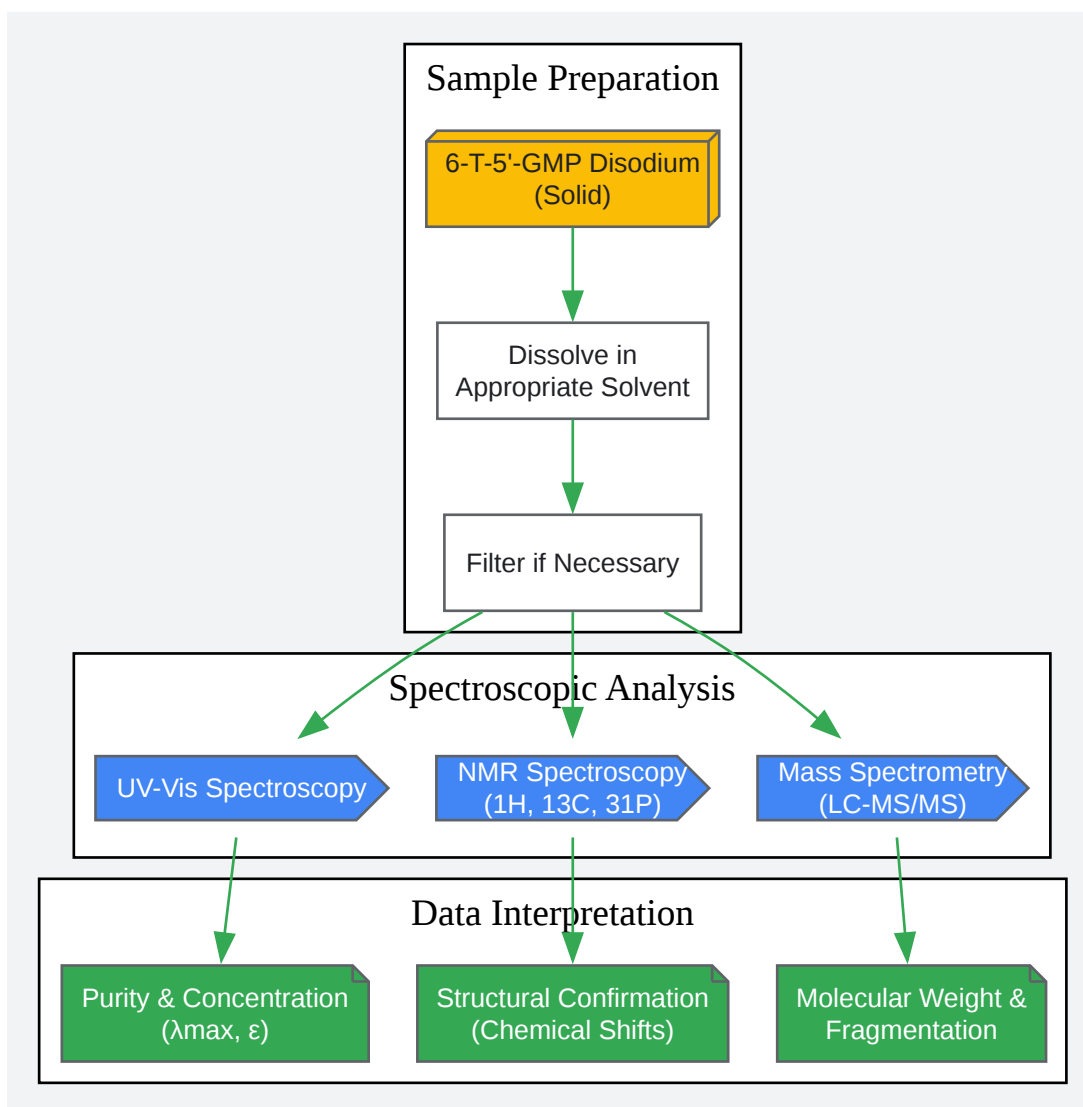 Sample Preparation
6-T-5'-GMP Disodium
(Solid)
Dissolve in
Appropriate Solvent
Filter if Necessary
Spectroscopic Analysis
UV-Vis Spectroscopy
NMR Spectroscopy
(1H, 13C, 31P)
Mass Spectrometry
(LC-MS/MS)
Data Interpretation
Purity & Concentration
(λmax, ε)
Structural Confirmation
(Chemical Shifts)
Molecular Weight &
Fragmentation